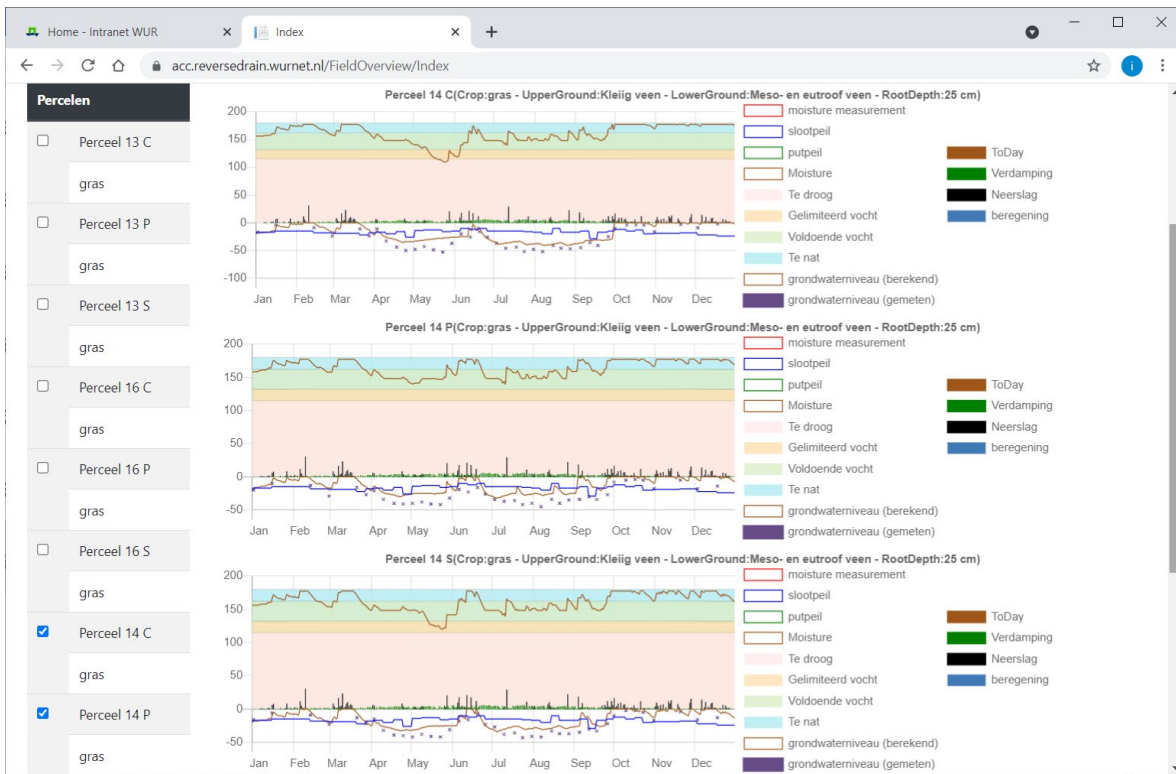 Home - Intranet WUR
Index
acc.reversedrain.wurnet.nl/FieldOverview/Index
i
Percelen
Perceel 13 C
gras
Perceel 13 P
gras
Perceel 13 S
gras
Perceel 16 C
gras
Perceel 16 P
gras
Perceel 16 S
gras
Perceel 14 C
gras
Perceel 14 P
gras
Perceel 14 C(Crop:gras - UpperGround:Kleiig veen - LowerGround:Meso- en eutroof veen - RootDepth:25 cm)
200
150
100
50
0
-50
-100
Jan Feb Mar Apr May Jun Jul Aug Sep Oct Nov Dec
moisture measurement
slootpeil
putpeil
Moisture
Te droog
Gelimiteerd vocht
Voldoende vocht
Te nat
grondwaterniveau (berekend)
grondwaterniveau (gemeten)
ToDay
Verdamping
Neerslag
beregening
Perceel 14 P(Crop:gras - UpperGround:Kleiig veen - LowerGround:Meso- en eutroof veen - RootDepth:25 cm)
200
150
100
50
0
-50
Jan Feb Mar Apr May Jun Jul Aug Sep Oct Nov Dec
moisture measurement
slootpeil
putpeil
Moisture
Te droog
Gelimiteerd vocht
Voldoende vocht
Te nat
grondwaterniveau (berekend)
grondwaterniveau (gemeten)
ToDay
Verdamping
Neerslag
beregening
Perceel 14 S(Crop:gras - UpperGround:Kleiig veen - LowerGround:Meso- en eutroof veen - RootDepth:25 cm)
200
150
100
50
0
-50
Jan Feb Mar Apr May Jun Jul Aug Sep Oct Nov Dec
moisture measurement
slootpeil
putpeil
Moisture
Te droog
Gelimiteerd vocht
Voldoende vocht
Te nat
grondwaterniveau (berekend)
grondwaterniveau (gemeten)
ToDay
Verdamping
Neerslag
beregening